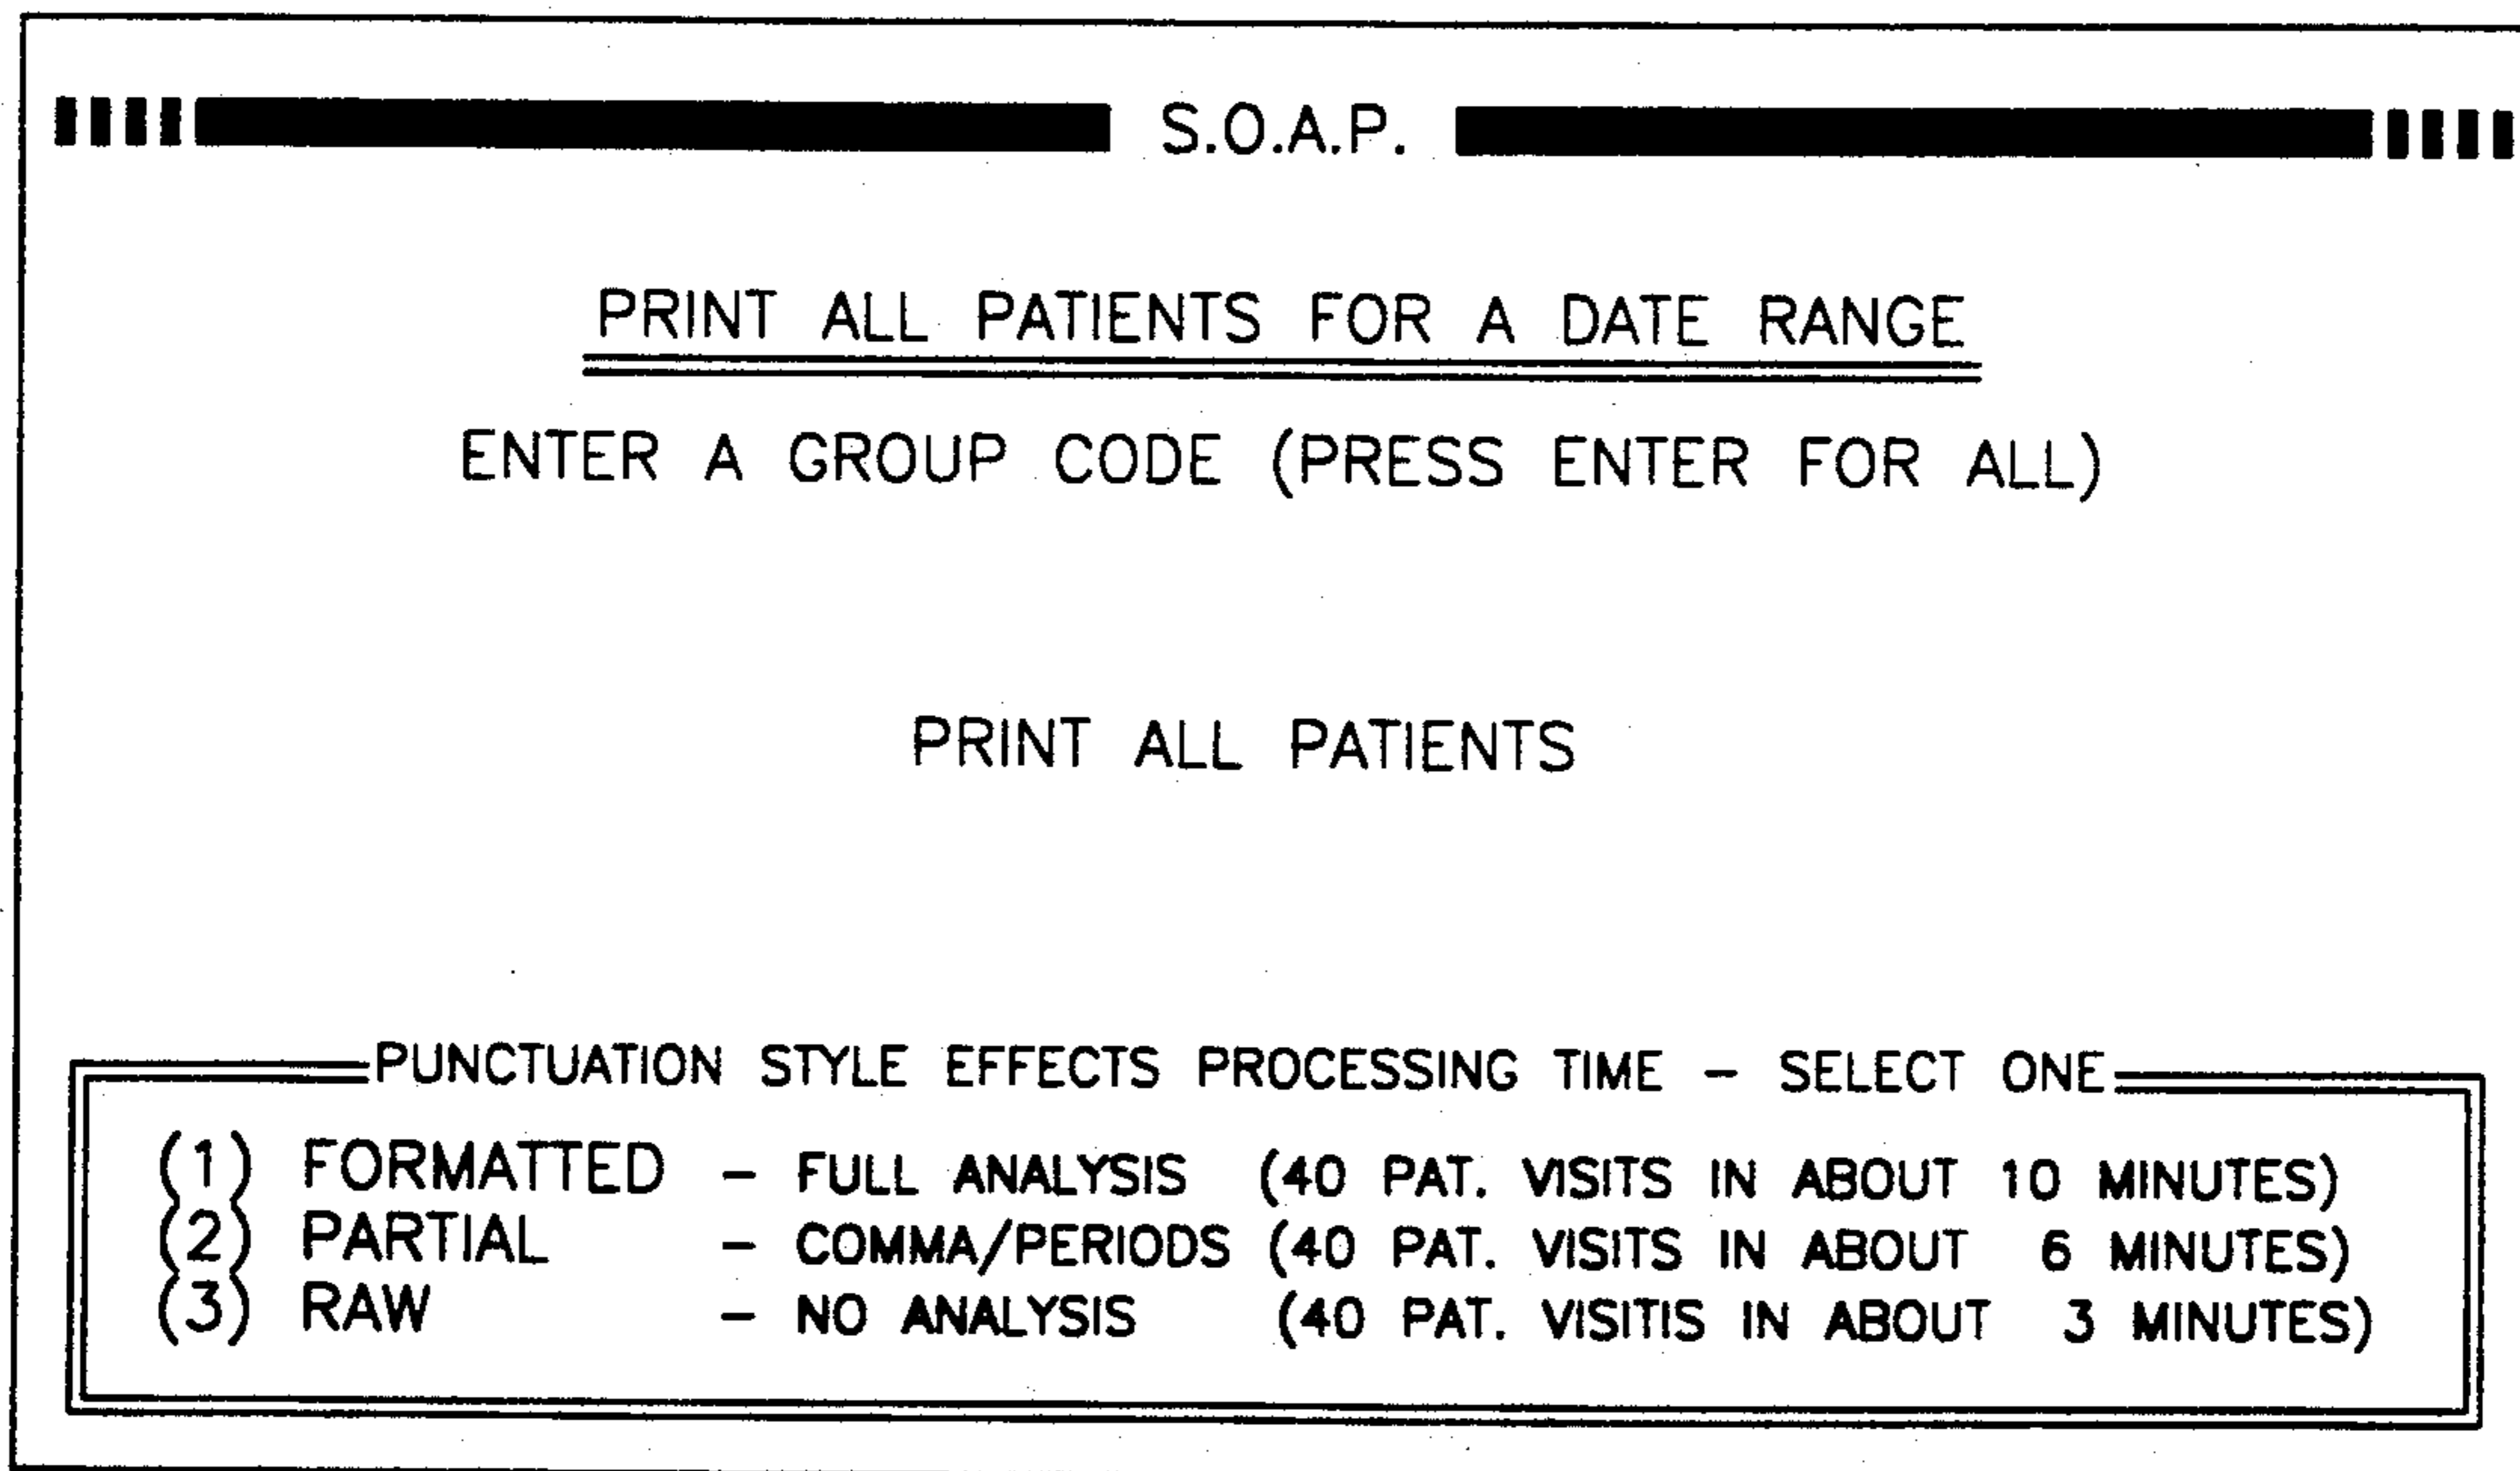 S.O.A.P.
PRINT ALL PATIENTS FOR A DATE RANGE
ENTER A GROUP CODE (PRESS ENTER FOR ALL)
PRINT ALL PATIENTS
PUNCTUATION STYLE EFFECTS PROCESSING TIME – SELECT ONE
(1) FORMATTED – FULL ANALYSIS (40 PAT. VISITS IN ABOUT 10 MINUTES)
(2) PARTIAL – COMMA/PERIODS (40 PAT. VISITS IN ABOUT 6 MINUTES)
(3) RAW – NO ANALYSIS (40 PAT. VISITIS IN ABOUT 3 MINUTES)